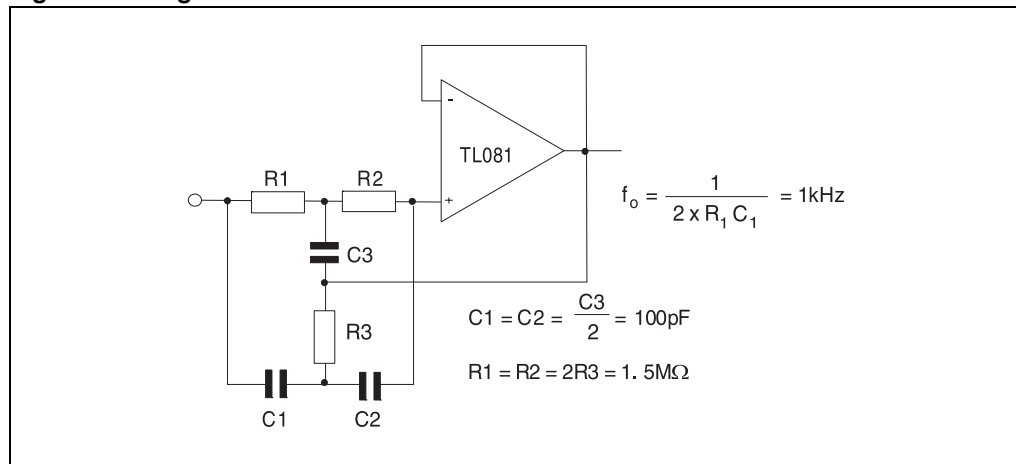 -
TL081
+
R1
R2
C3
R3
C1
C2
f_o = 1 / 2 x R_1 C_1 = 1kHz
C1 = C2 = C3 / 2 = 100pF
R1 = R2 = 2R3 = 1. 5MΩ